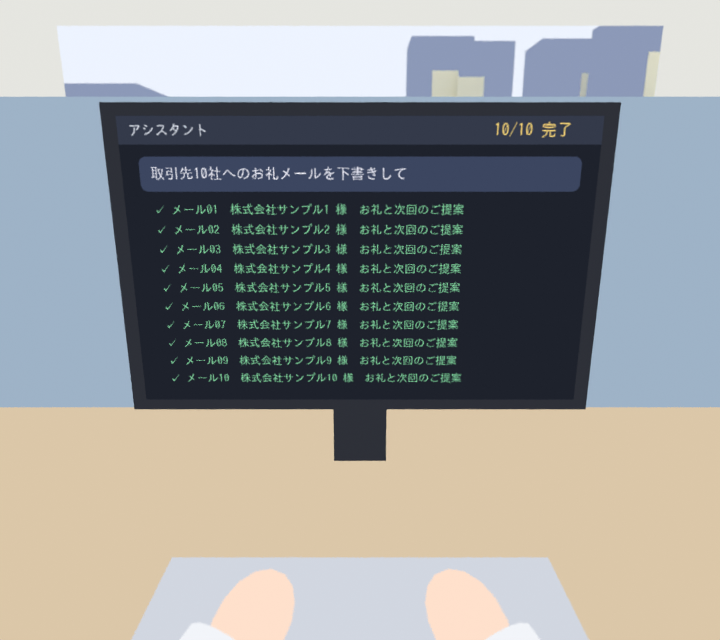 アシスタント 10/10 完了
取引先10社へのお礼メールを下書きして
✓ メール01 株式会社サンプル1 様 お礼と次回のご提案
✓ メール02 株式会社サンプル2 様 お礼と次回のご提案
✓ メール03 株式会社サンプル3 様 お礼と次回のご提案
✓ メール04 株式会社サンプル4 様 お礼と次回のご提案
✓ メール05 株式会社サンプル5 様 お礼と次回のご提案
✓ メール06 株式会社サンプル6 様 お礼と次回のご提案
✓ メール07 株式会社サンプル7 様 お礼と次回のご提案
✓ メール08 株式会社サンプル8 様 お礼と次回のご提案
✓ メール09 株式会社サンプル9 様 お礼と次回のご提案
✓ メール10 株式会社サンプル10 様 お礼と次回のご提案